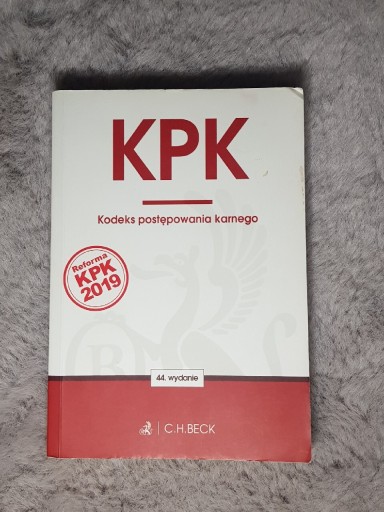 KPK
Kodeks postępowania karnego
Reforma
KPK
2019
44. wydanie
C.H.BECK